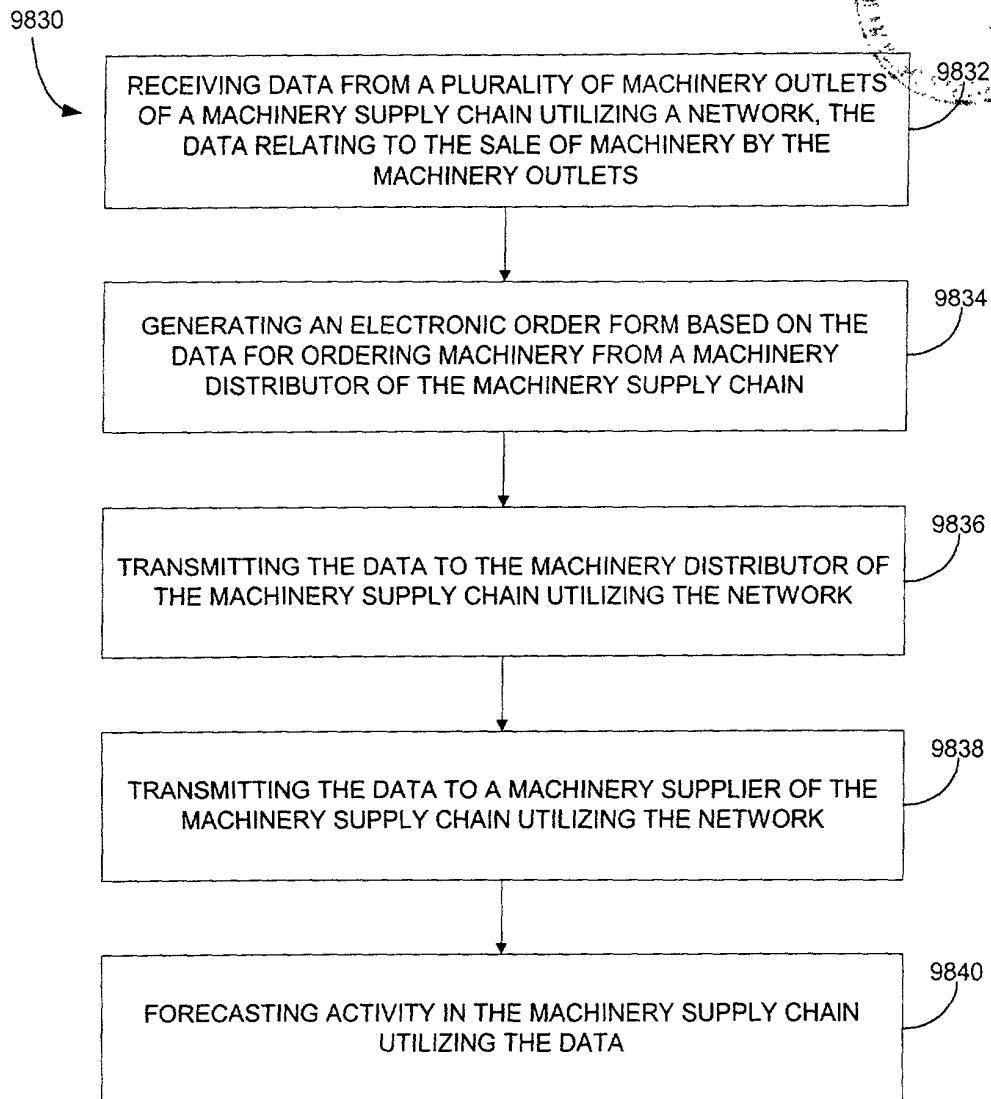 9830
RECEIVING DATA FROM A PLURALITY OF MACHINERY OUTLETS
OF A MACHINERY SUPPLY CHAIN UTILIZING A NETWORK, THE
DATA RELATING TO THE SALE OF MACHINERY BY THE
MACHINERY OUTLETS
9832
GENERATING AN ELECTRONIC ORDER FORM BASED ON THE
DATA FOR ORDERING MACHINERY FROM A MACHINERY
DISTRIBUTOR OF THE MACHINERY SUPPLY CHAIN
9834
TRANSMITTING THE DATA TO THE MACHINERY DISTRIBUTOR OF
THE MACHINERY SUPPLY CHAIN UTILIZING THE NETWORK
9836
TRANSMITTING THE DATA TO A MACHINERY SUPPLIER OF THE
MACHINERY SUPPLY CHAIN UTILIZING THE NETWORK
9838
FORECASTING ACTIVITY IN THE MACHINERY SUPPLY CHAIN
UTILIZING THE DATA
9840